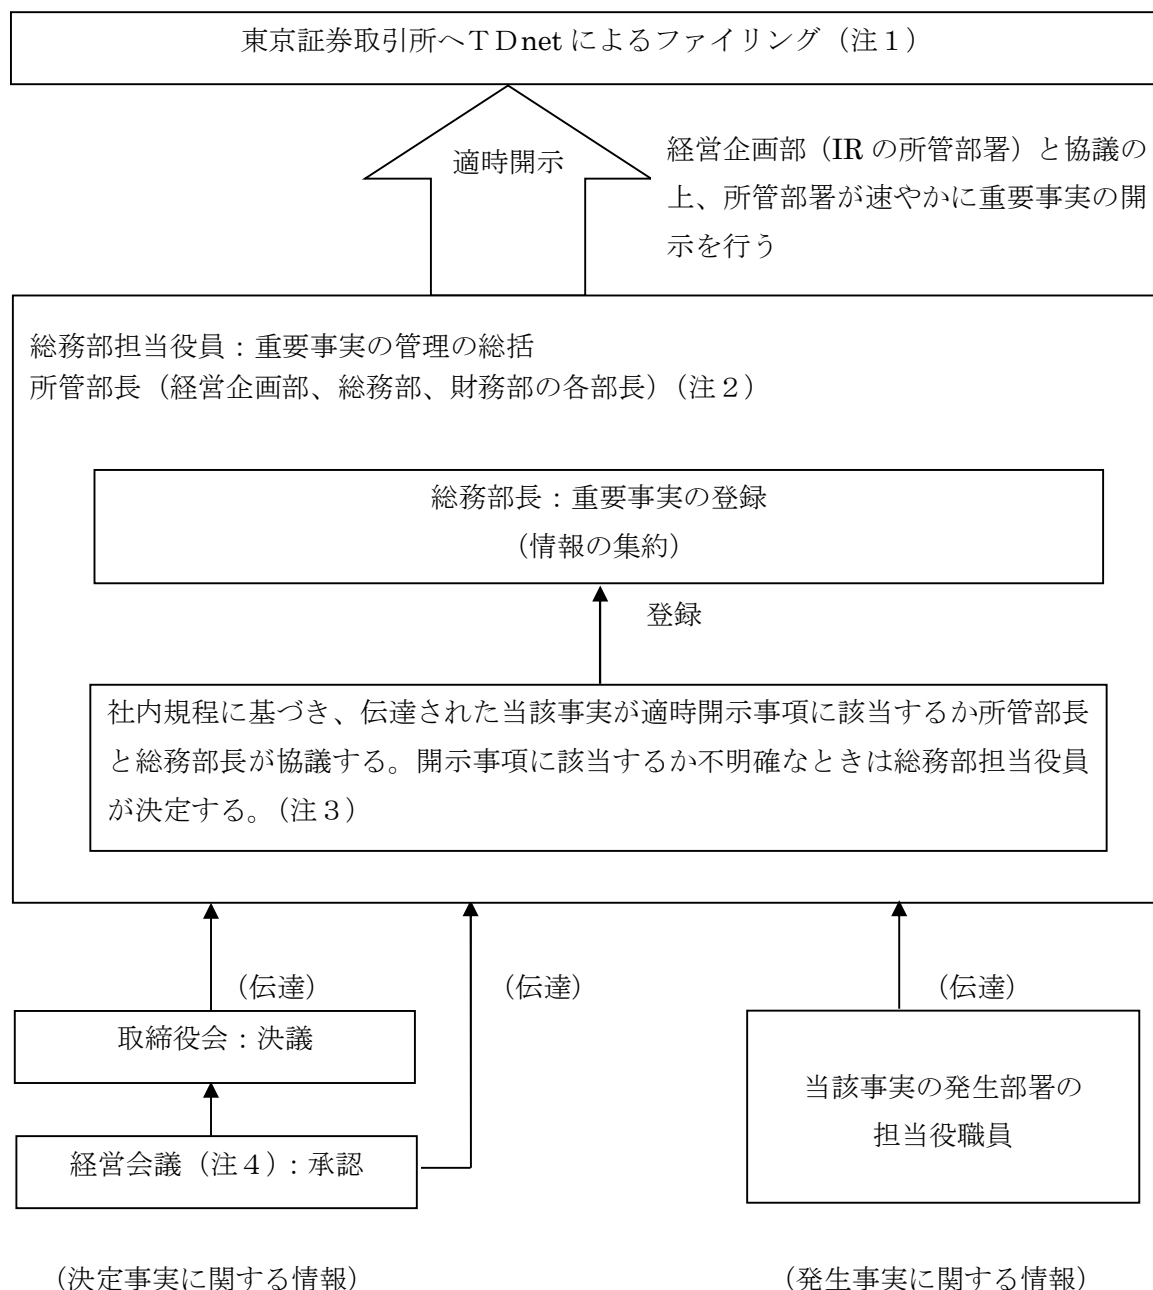 東京証券取引所へＴＤnet によるファイリング（注１）
適時開示
経営企画部（IR の所管部署）と協議の
上、所管部署が速やかに重要事実の開
示を行う
総務部担当役員：重要事実の管理の総括
所管部長（経営企画部、総務部、財務部の各部長）（注２）
総務部長：重要事実の登録
（情報の集約）
登録
社内規程に基づき、伝達された当該事実が適時開示事項に該当するか所管部長
と総務部長が協議する。開示事項に該当するか不明確なときは総務部担当役員
が決定する。（注３）
（伝達）
（伝達）
（伝達）
取締役会：決議
当該事実の発生部署の
担当役職員
経営会議（注４）：承認
（決定事実に関する情報）
（発生事実に関する情報）